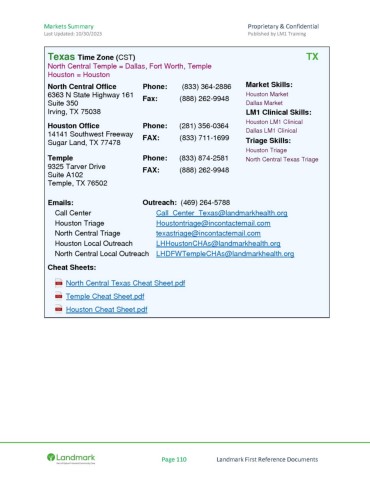 Markets Summary
Proprietary & Confidential
Last Updated: 10/30/2023
Published by LM1 Training
Texas Time Zone (CST)
TX
North Central Temple = Dallas, Fort Worth, Temple
Houston = Houston
North Central Office
6363 N State Highway 161
Suite 350
Irving, TX 75038
Phone: (833) 364-2886
Fax: (888) 262-9948
Houston Office
14141 Southwest Freeway
Sugar Land, TX 77478
Phone: (281) 356-0364
FAX: (833) 711-1699
Temple
9325 Tarver Drive
Suite A102
Temple, TX 76502
Phone: (833) 874-2581
FAX: (888) 262-9948
Market Skills:
Houston Market
Dallas Market
LM1 Clinical Skills:
Houston LM1 Clinical
Dallas LM1 Clinical
Triage Skills:
Houston Triage
North Central Texas Triage
Emails:
Outreach: (469) 264-5788
Call Center Call_Center_Texas@landmarkhealth.org
Houston Triage Houstontriage@incontactemail.com
North Central Triage texastriage@incontactemail.com
Houston Local Outreach LHHoustonCHAs@landmarkhealth.org
North Central Local Outreach LHDFWTempleCHAs@landmarkhealth.org
Cheat Sheets:
North Central Texas Cheat Sheet.pdf
Temple Cheat Sheet.pdf
Houston Cheat Sheet.pdf
Landmark
Page 110
Landmark First Reference Documents